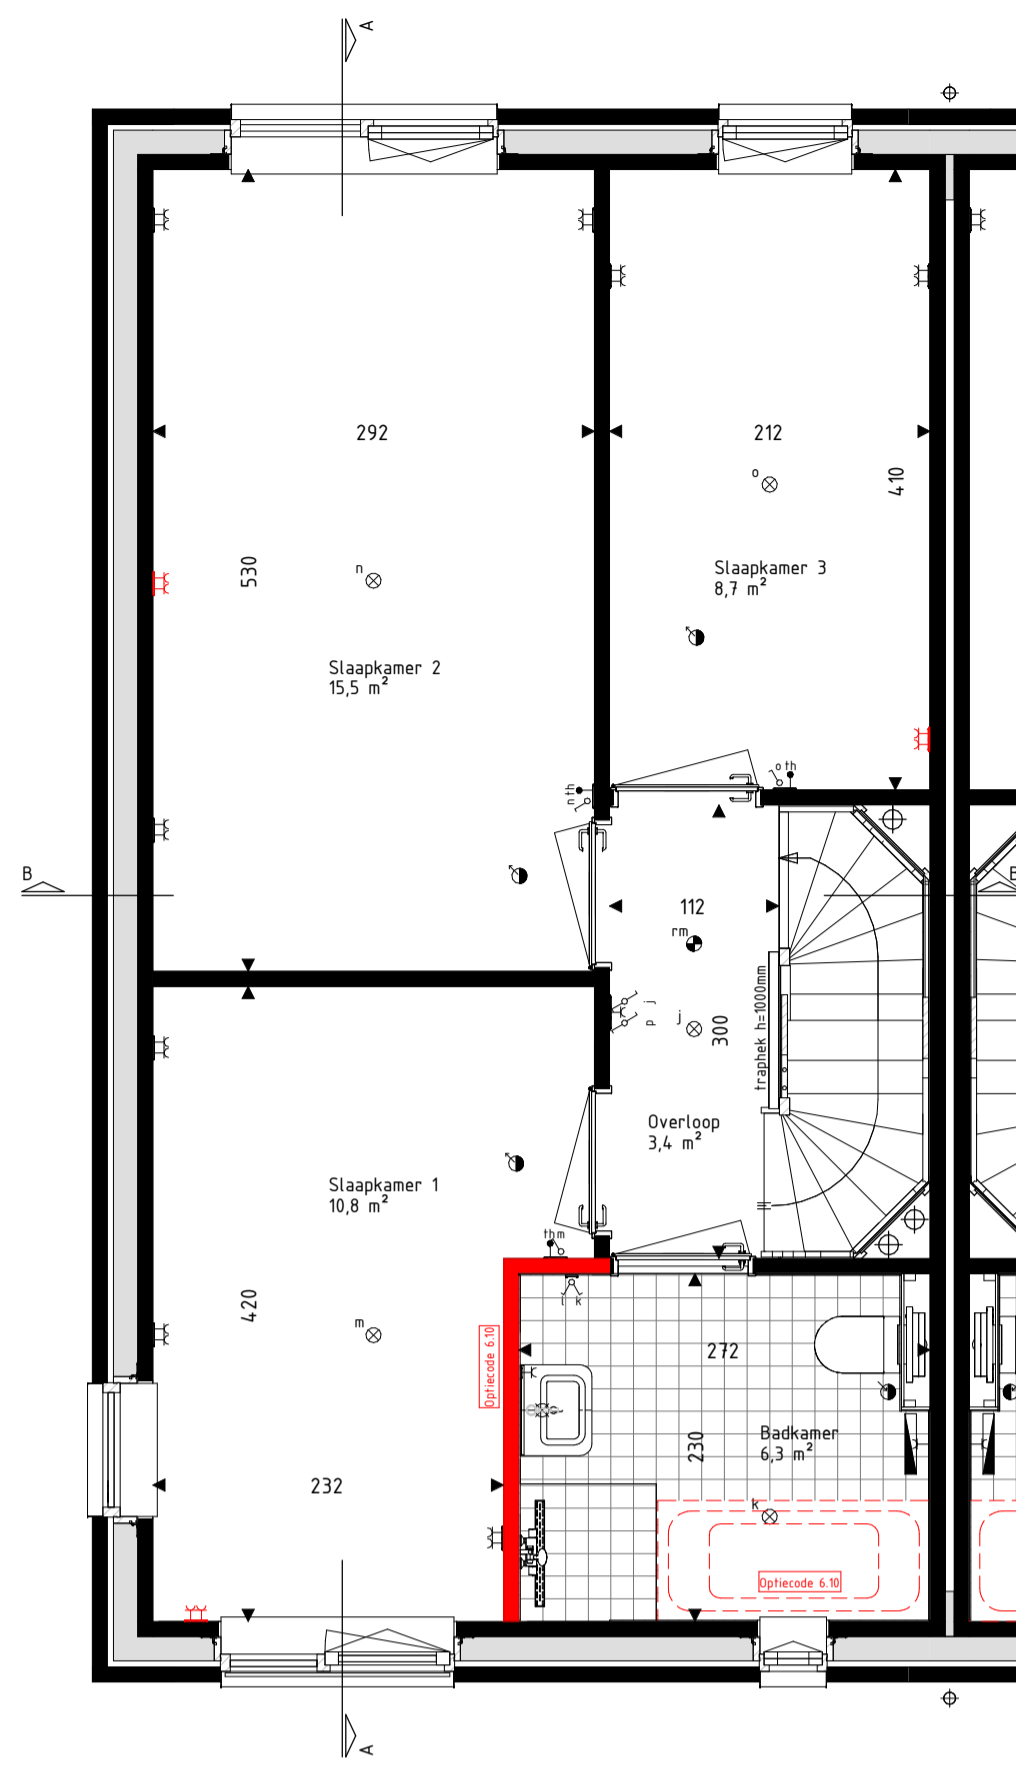 A
292
212
o
410
530
n
Slaapkamer 3
8,7 m²
Slaapkamer 2
15,5 m²
o th
n th
B
B
112
rm
j
p
j
300
traphek h=1000mm
Overloop
3,4 m²
Slaapkamer 1
10,8 m²
th m
l k
420
m
Optiecode 6.10
272
230
Badkamer
6,3 m²
232
k
Optiecode 6.10
A